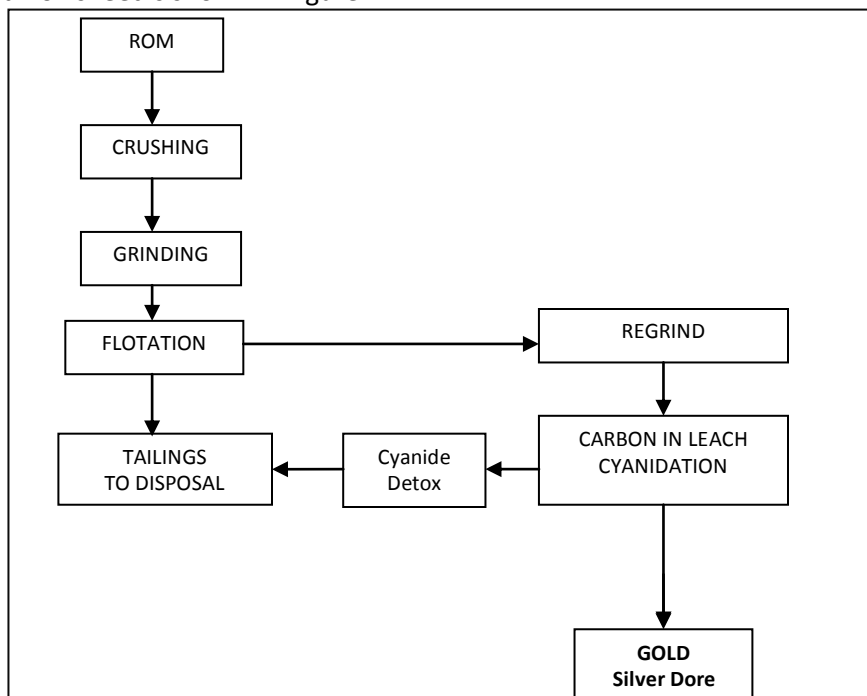 ROM
CRUSHING
GRINDING
FLOTATION
REGRIND
TAILINGS
TO DISPOSAL
Cyanide
Detox
CARBON IN LEACH
CYANIDATION
GOLD
Silver Dore